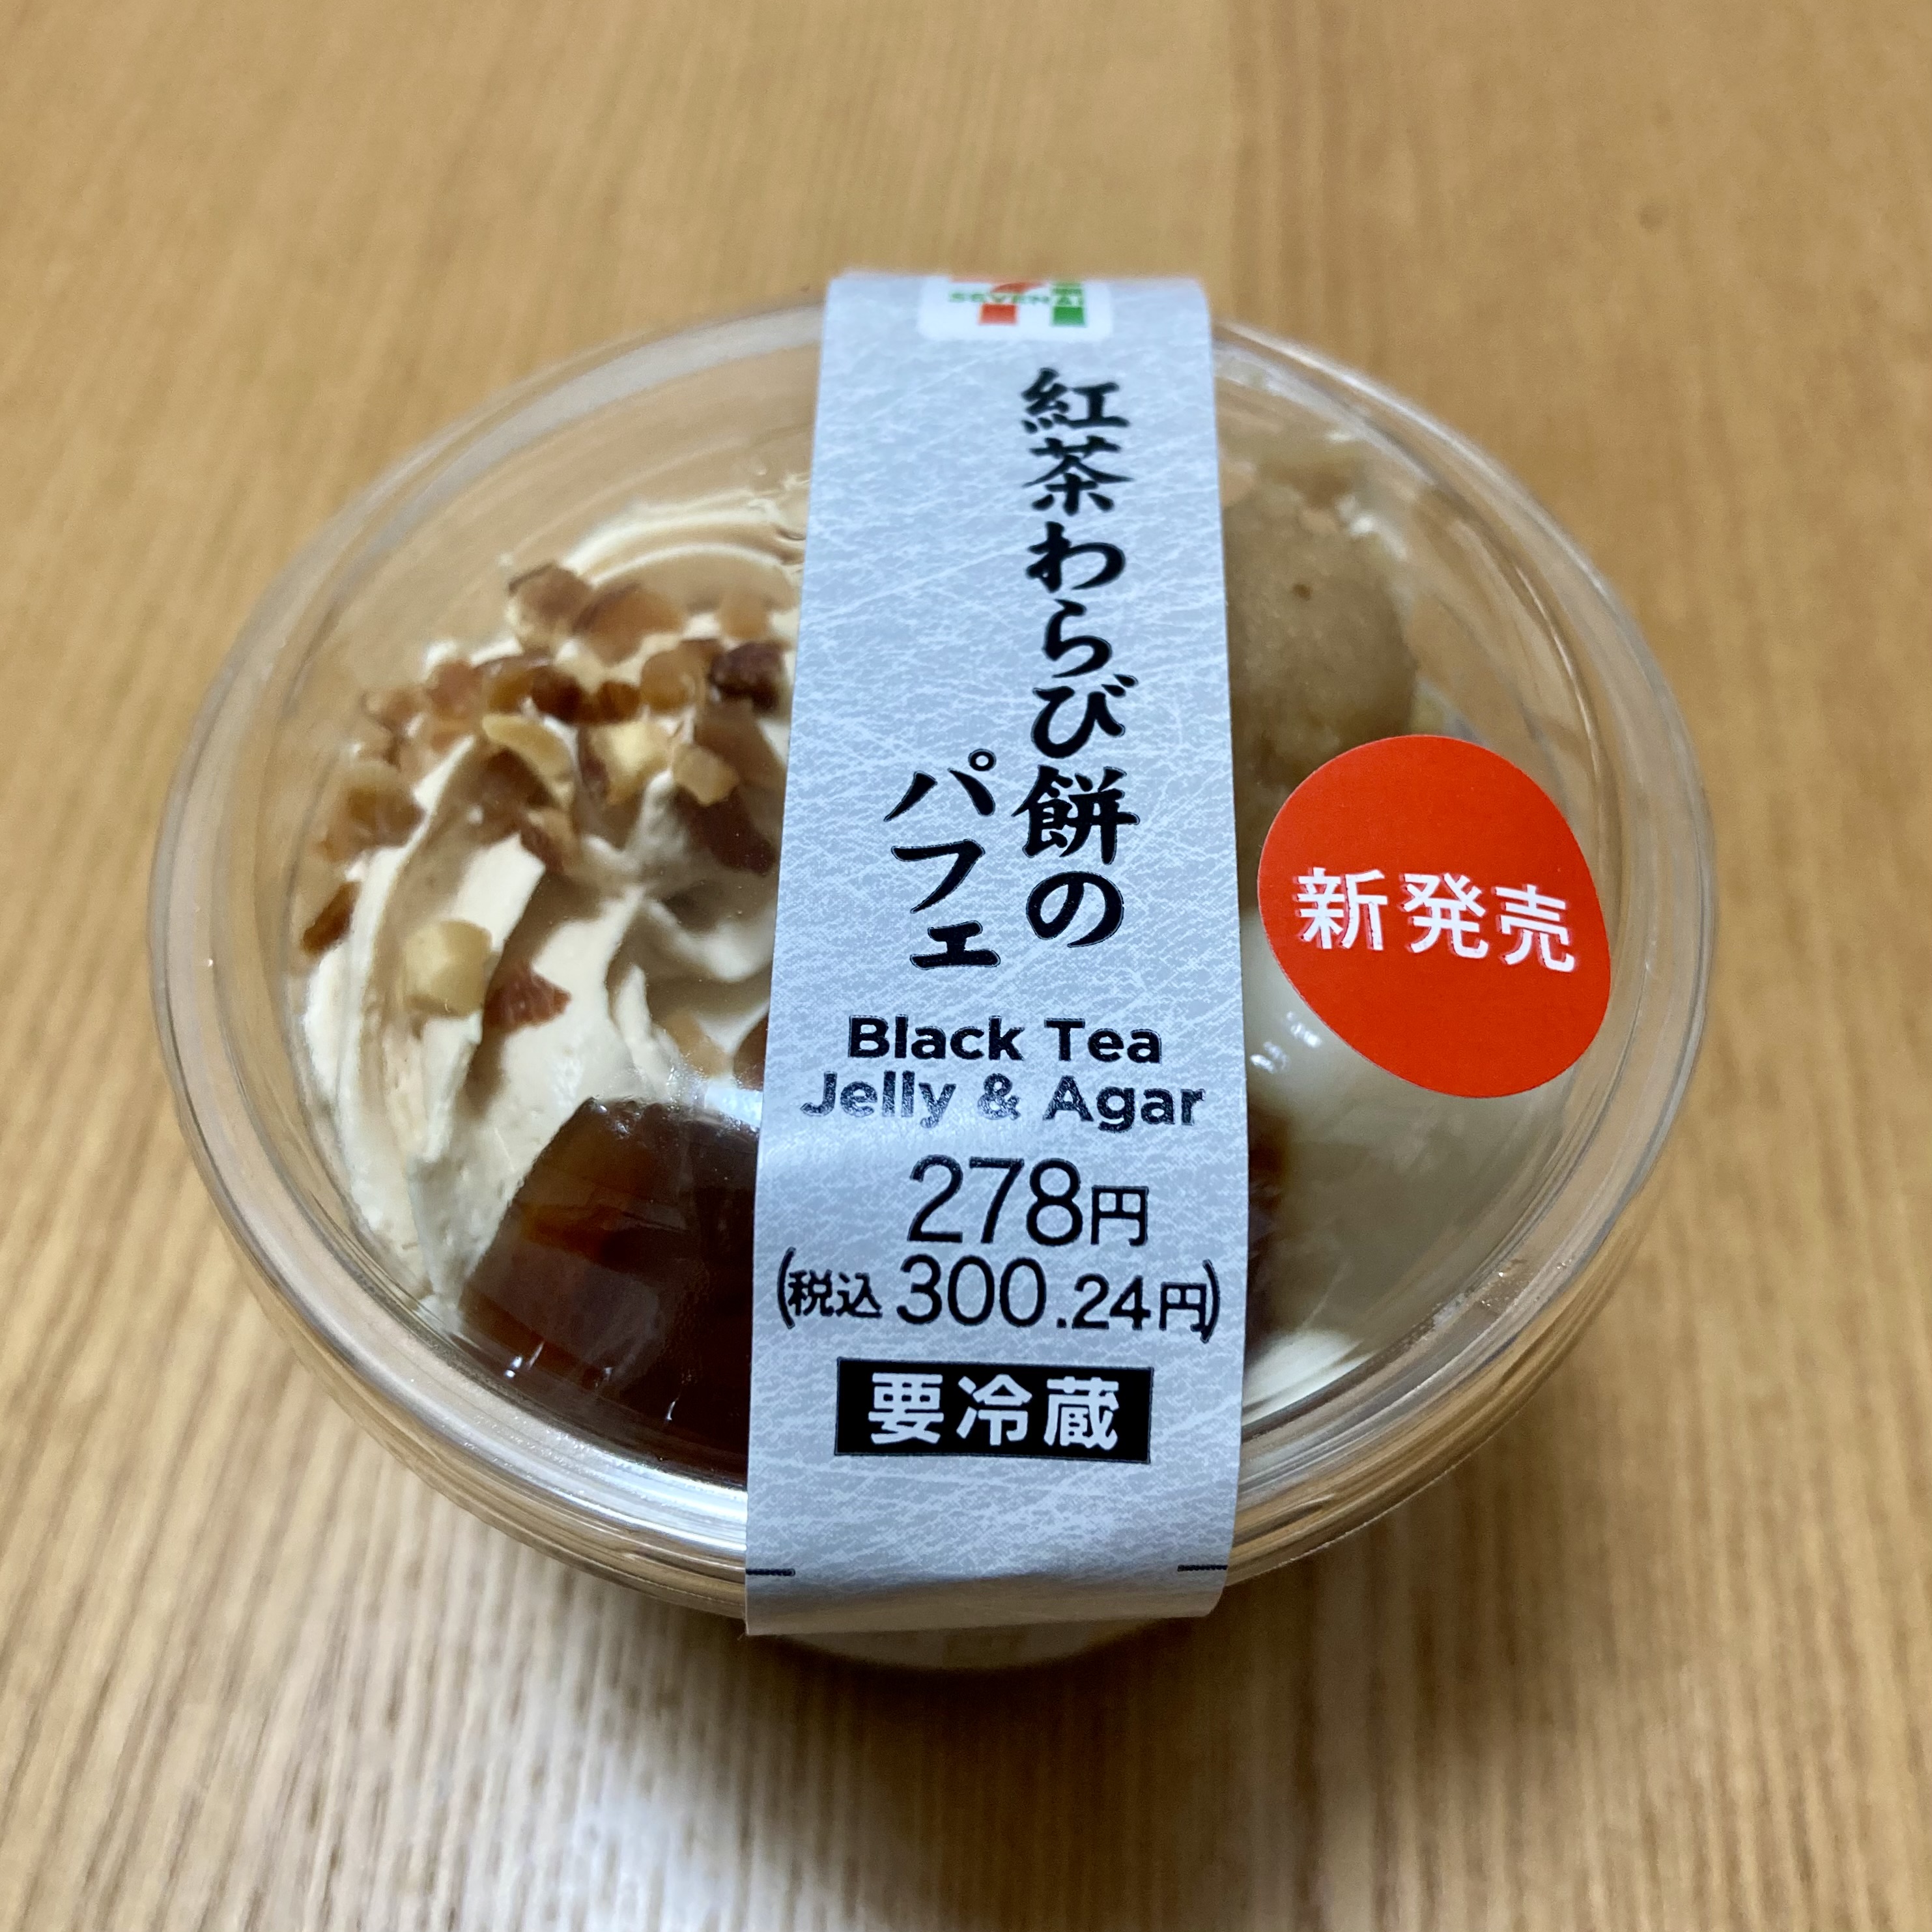 紅茶わらび餅の
パフェ
Black Tea
Jelly & Agar
278円
(税込 300.24円)
要冷蔵
新発売